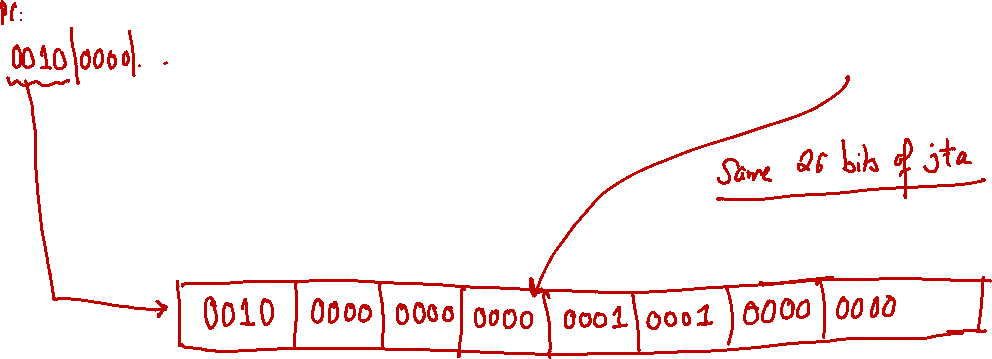 PC:
0010|0000|. .
Same 26 bits of jta
0010 | 0000 | 0000 | 0000 | 0001 | 0001 | 0000 | 0000